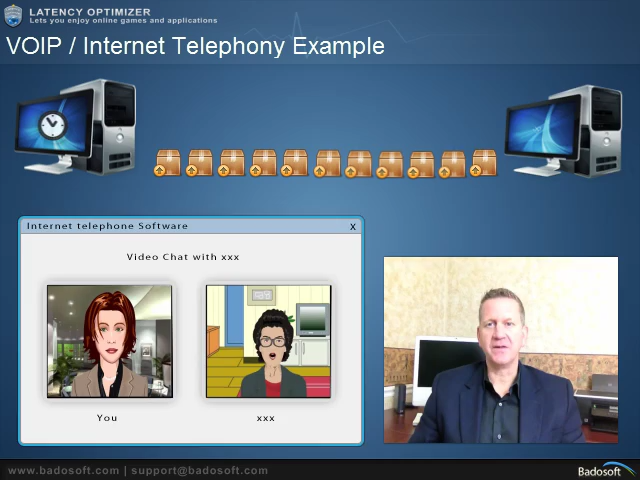 LATENCY OPTIMIZER
Lets you enjoy online games and applications
VOIP / Internet Telephony Example
Internet telephone Software X
Video Chat with xxx
You xxx
www.badosoft.com | support@badosoft.com
Badosoft